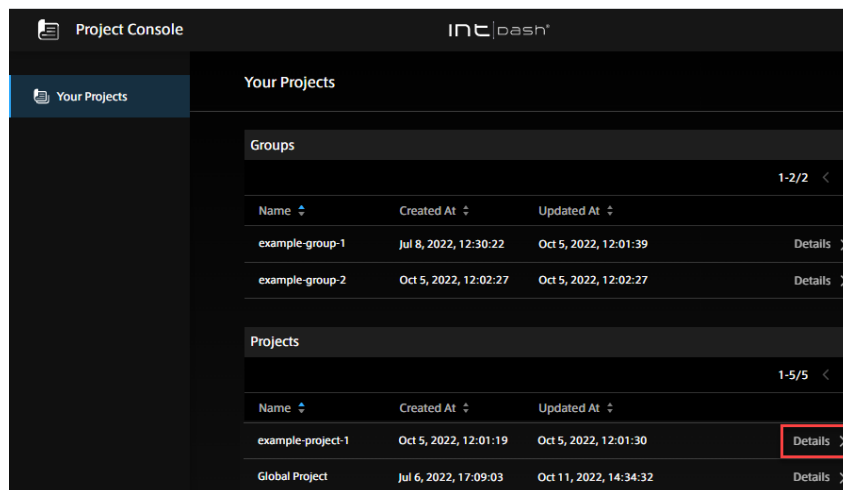 Project Console
intdash®
Your Projects
Your Projects
Groups
1-2/2
Name Created At Updated At
example-group-1 Jul 8, 2022, 12:30:22 Oct 5, 2022, 12:01:39 Details
example-group-2 Oct 5, 2022, 12:02:27 Oct 5, 2022, 12:02:27 Details
Projects
1-5/5
Name Created At Updated At
example-project-1 Oct 5, 2022, 12:01:19 Oct 5, 2022, 12:01:30 Details
Global Project Jul 6, 2022, 17:09:03 Oct 11, 2022, 14:34:32 Details